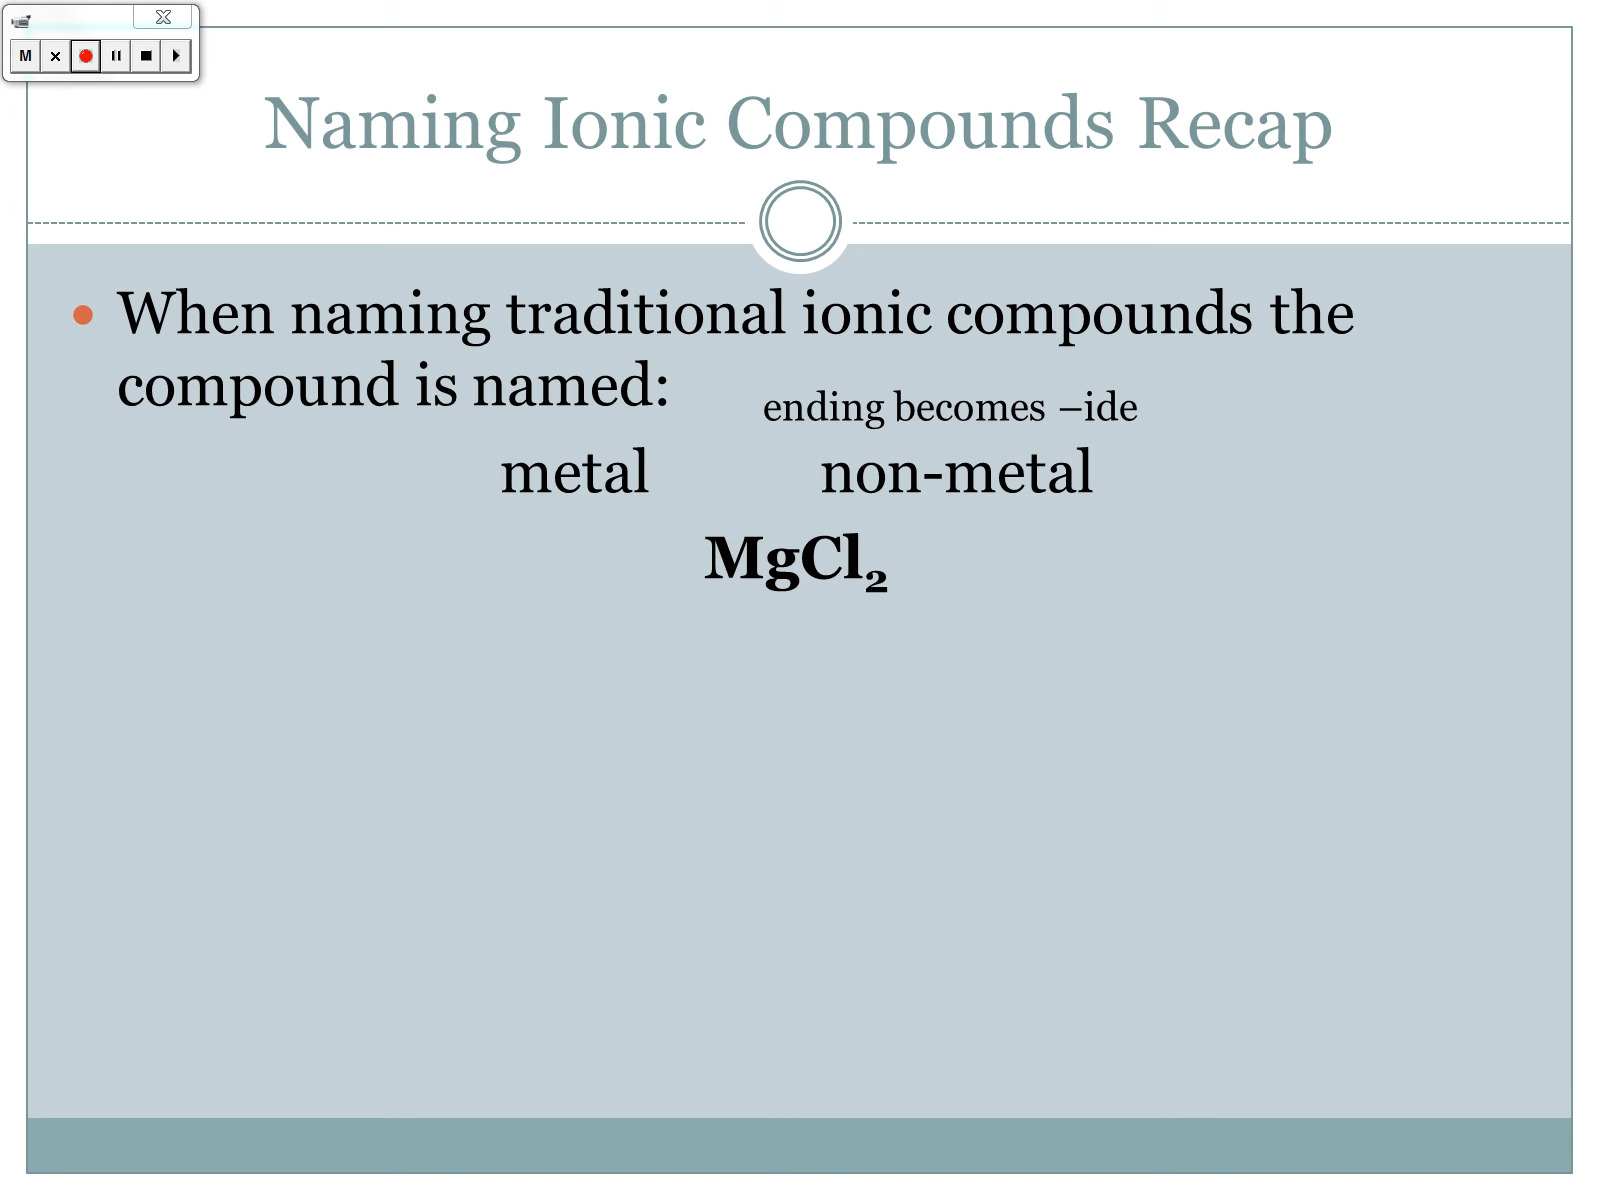 M
Naming Ionic Compounds Recap
• When naming traditional ionic compounds the
compound is named:
ending becomes –ide
metal non-metal
MgCl₂